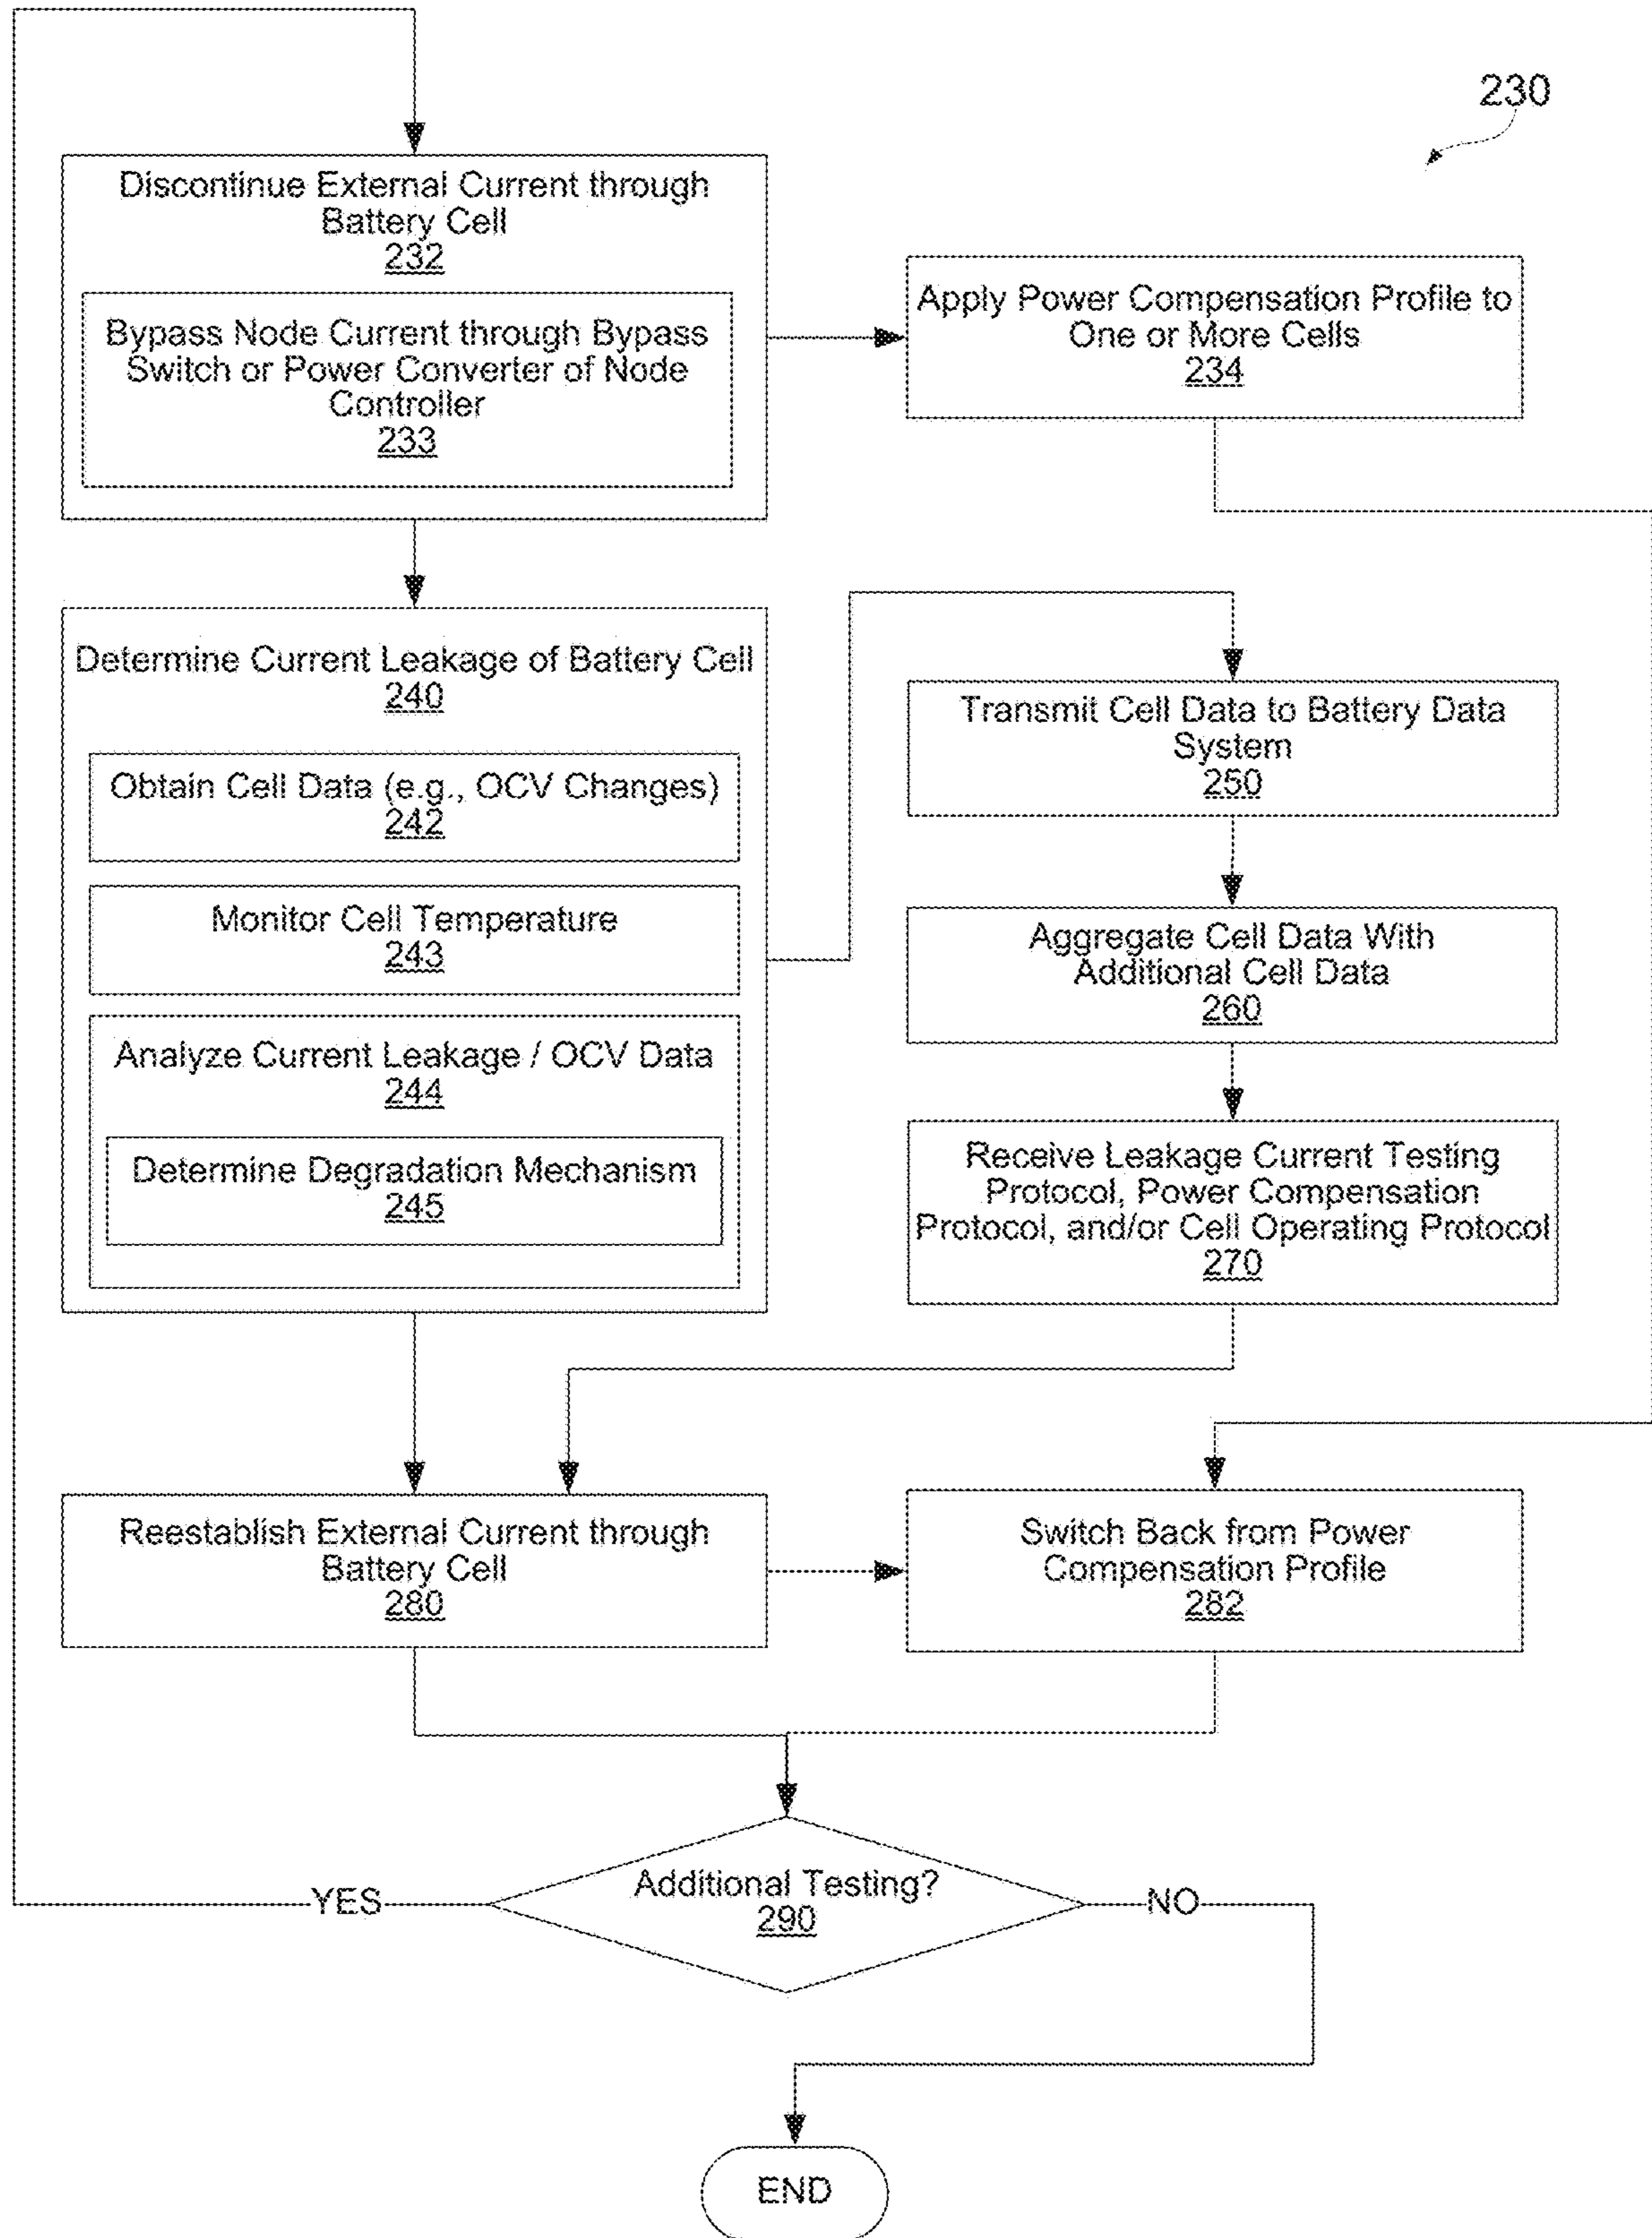 230
Discontinue External Current through
Battery Cell
232
Bypass Node Current through Bypass
Switch or Power Converter of Node
Controller
233
Apply Power Compensation Profile to
One or More Cells
234
Determine Current Leakage of Battery Cell
240
Obtain Cell Data (e.g., OCV Changes)
242
Monitor Cell Temperature
243
Analyze Current Leakage / OCV Data
244
Determine Degradation Mechanism
245
Transmit Cell Data to Battery Data
System
250
Aggregate Cell Data With
Additional Cell Data
260
Receive Leakage Current Testing
Protocol, Power Compensation
Protocol, and/or Cell Operating Protocol
270
Reestablish External Current through
Battery Cell
280
Switch Back from Power
Compensation Profile
282
Additional Testing?
290
YES
NO
END